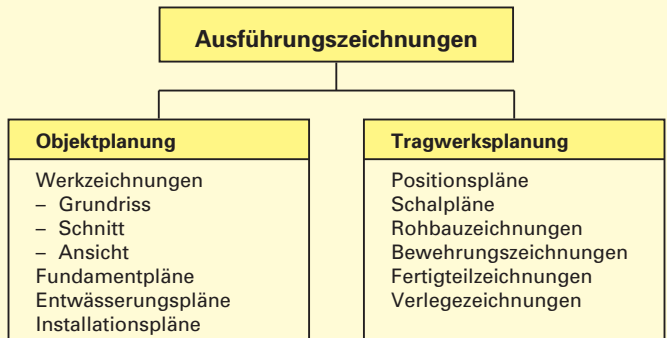 Ausführungszeichnungen
Objektplanung
Werkzeichnungen
– Grundriss
– Schnitt
– Ansicht
Fundamentpläne
Entwässerungspläne
Installationspläne
Tragwerksplanung
Positionspläne
Schalpläne
Rohbauzeichnungen
Bewehrungszeichnungen
Fertigteilzeichnungen
Verlegezeichnungen